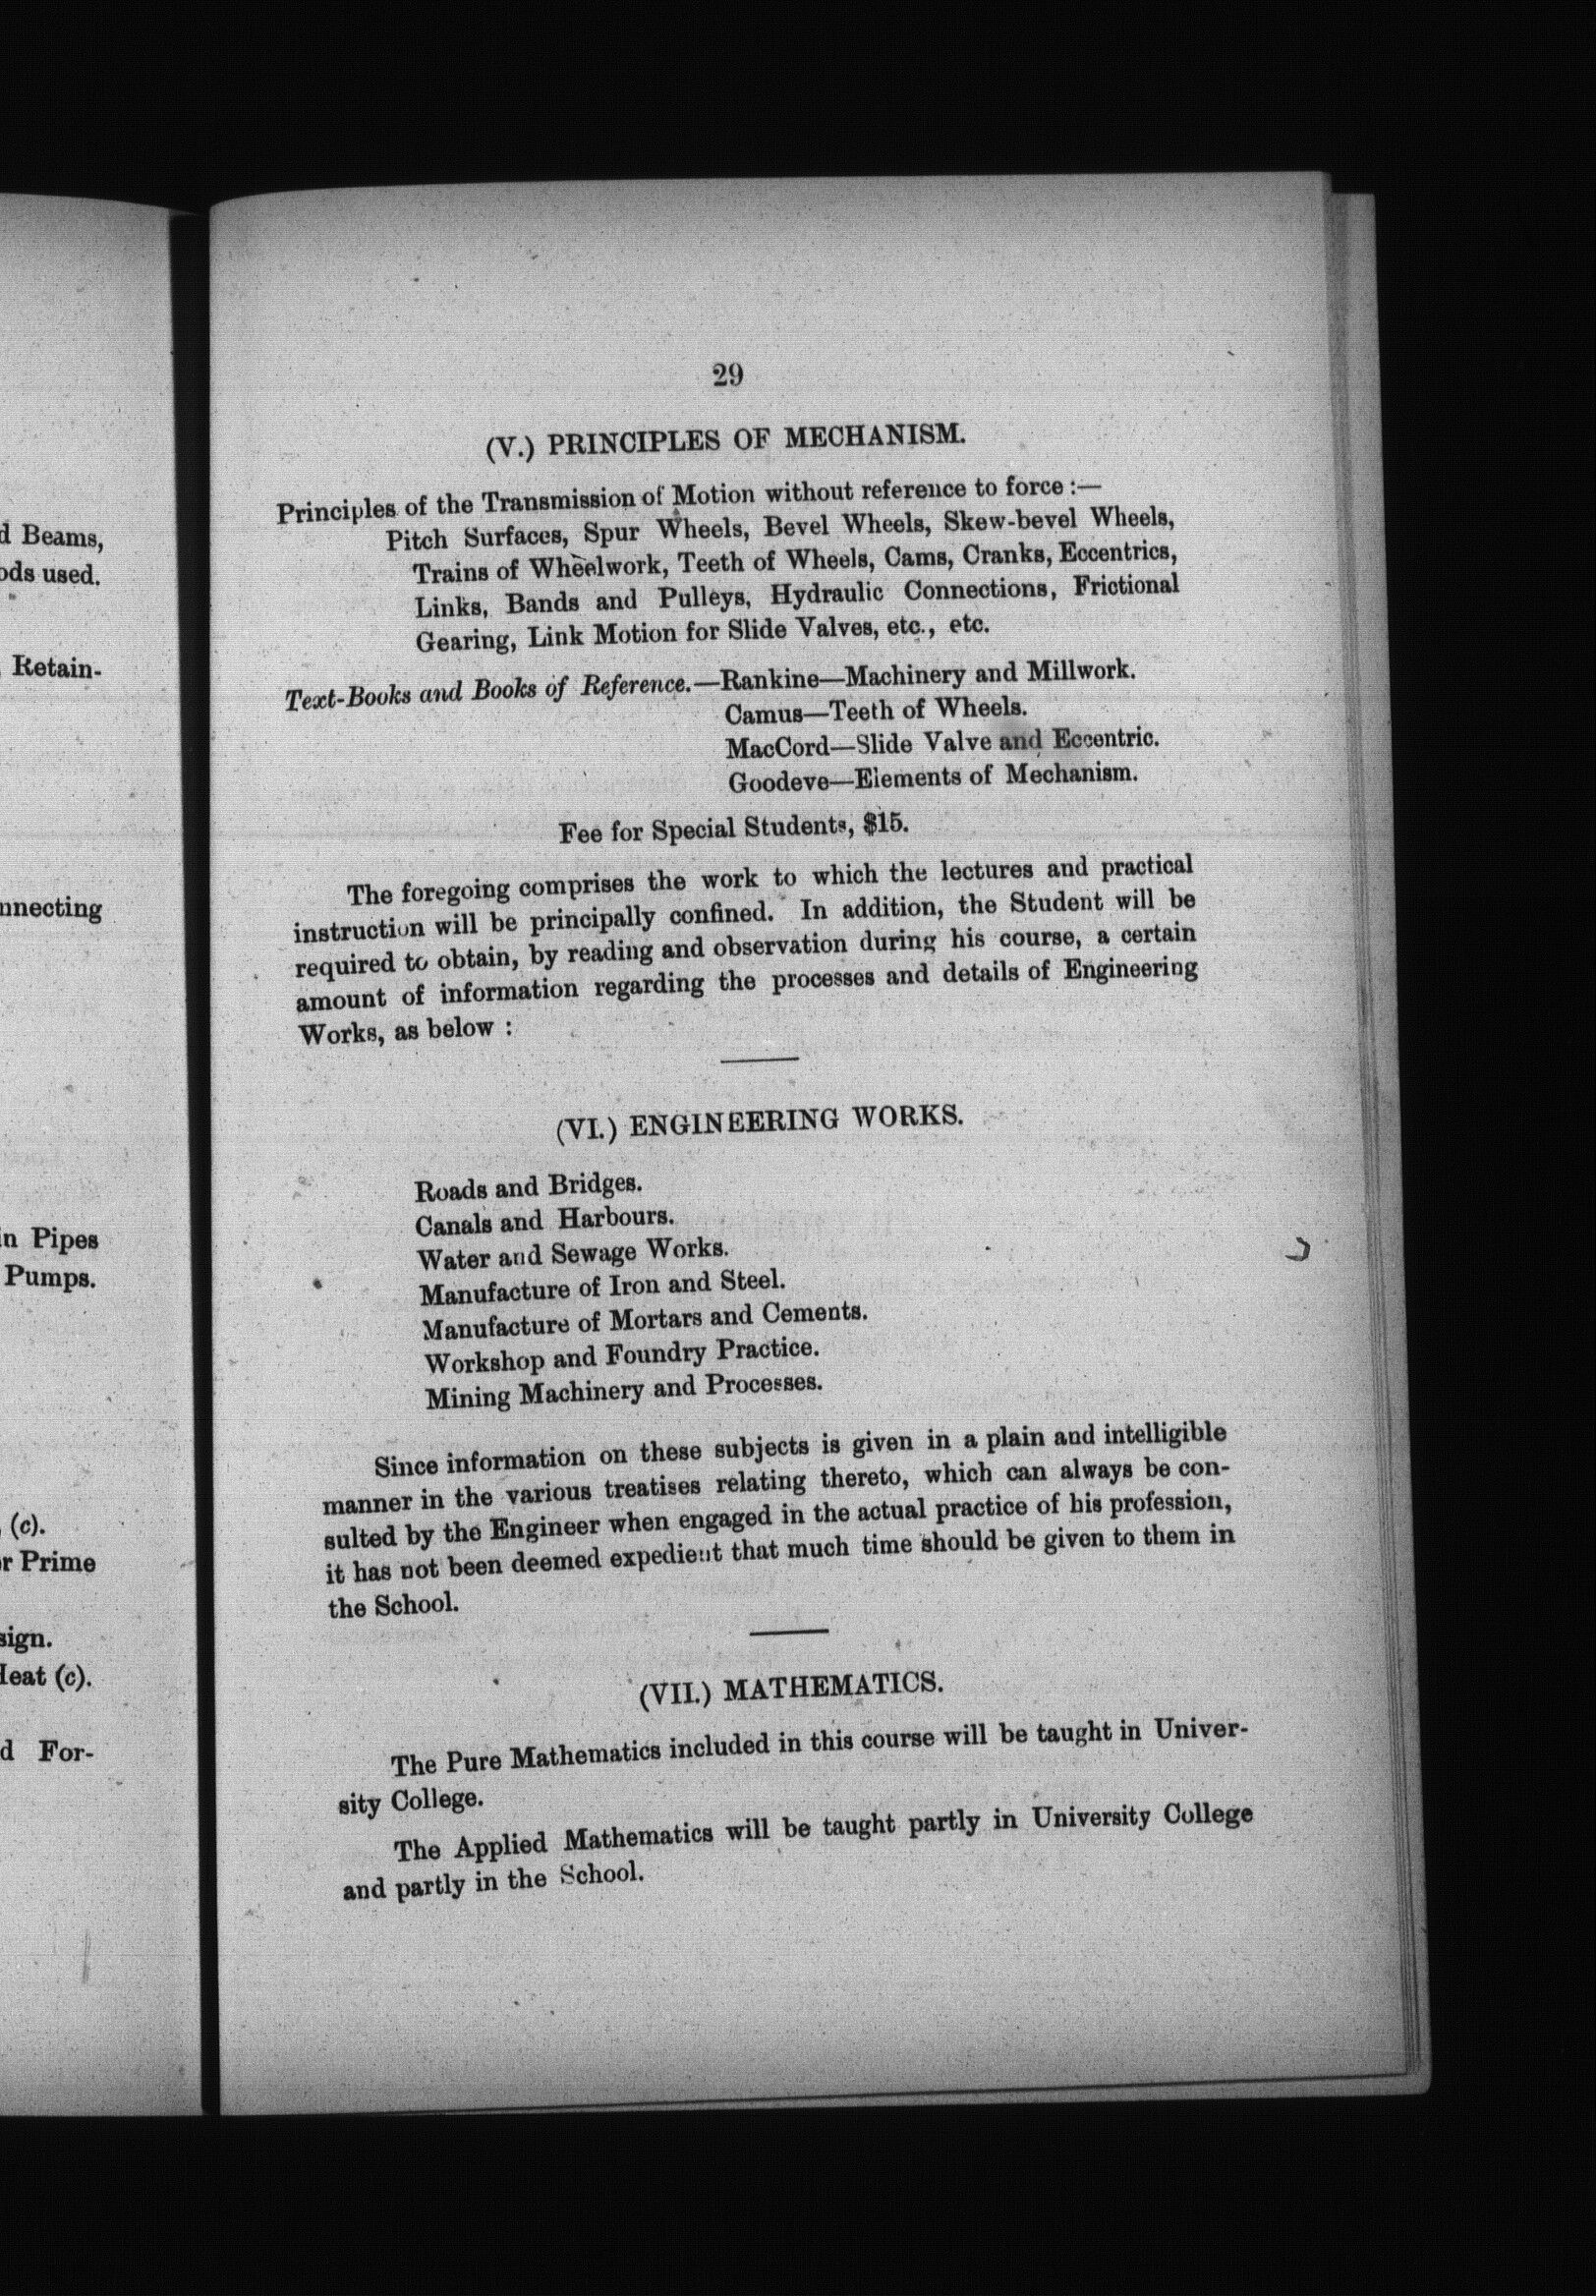 d Beams,
ods used.
Retain-
nnecting
in Pipes
Pumps.
(c).
r Prime
sign.
Heat (c).
d For-
29
(V.) PRINCIPLES OF MECHANISM.
Principles of the Transmission of Motion without reference to force :—
Pitch Surfaces, Spur Wheels, Bevel Wheels, Skew-bevel Wheels,
Trains of Wheelwork, Teeth of Wheels, Cams, Cranks, Eccentrics,
Links, Bands and Pulleys, Hydraulic Connections, Frictional
Gearing, Link Motion for Slide Valves, etc., etc.
Text-Books and Books of Reference.—Rankine—Machinery and Millwork.
Camus—Teeth of Wheels.
MacCord—Slide Valve and Eccentric.
Goodeve—Elements of Mechanism.
Fee for Special Students, $15.
The foregoing comprises the work to which the lectures and practical
instruction will be principally confined. In addition, the Student will be
required to obtain, by reading and observation during his course, a certain
amount of information regarding the processes and details of Engineering
Works, as below :
(VI.) ENGINEERING WORKS.
Roads and Bridges.
Canals and Harbours.
Water and Sewage Works.
Manufacture of Iron and Steel.
Manufacture of Mortars and Cements.
Workshop and Foundry Practice.
Mining Machinery and Processes.
Since information on these subjects is given in a plain and intelligible
manner in the various treatises relating thereto, which can always be con-
sulted by the Engineer when engaged in the actual practice of his profession,
it has not been deemed expedient that much time should be given to them in
the School.
(VII.) MATHEMATICS.
The Pure Mathematics included in this course will be taught in Univer-
sity College.
The Applied Mathematics will be taught partly in University College
and partly in the School.